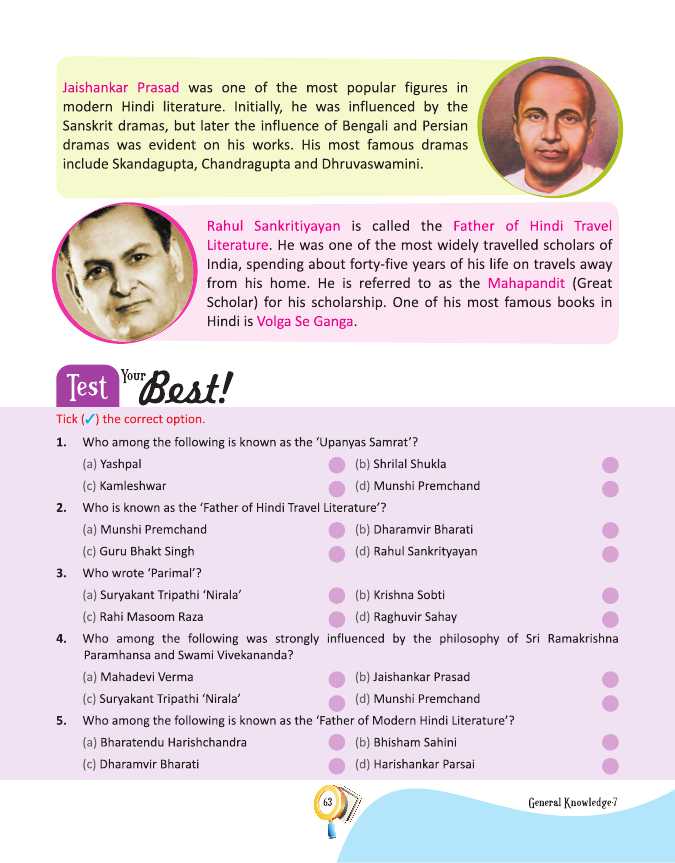 Jaishankar Prasad was one of the most popular figures in
modern Hindi literature. Initially, he was influenced by the
Sanskrit dramas, but later the influence of Bengali and Persian
dramas was evident on his works. His most famous dramas
include Skandagupta, Chandragupta and Dhruvaswamini.
Rahul Sankritiyayan is called the Father of Hindi Travel
Literature. He was one of the most widely travelled scholars of
India, spending about forty-five years of his life on travels away
from his home. He is referred to as the Mahapandit (Great
Scholar) for his scholarship. One of his most famous books in
Hindi is Volga Se Ganga.
Test Your Best!
Tick (✓) the correct option.
1. Who among the following is known as the ‘Upanyas Samrat’?
(a) Yashpal (b) Shrilal Shukla
(c) Kamleshwar (d) Munshi Premchand
2. Who is known as the ‘Father of Hindi Travel Literature’?
(a) Munshi Premchand (b) Dharamvir Bharati
(c) Guru Bhakt Singh (d) Rahul Sankrityayan
3. Who wrote ‘Parimal’?
(a) Suryakant Tripathi ‘Nirala’ (b) Krishna Sobti
(c) Rahi Masoom Raza (d) Raghuvir Sahay
4. Who among the following was strongly influenced by the philosophy of Sri Ramakrishna
Paramhansa and Swami Vivekananda?
(a) Mahadevi Verma (b) Jaishankar Prasad
(c) Suryakant Tripathi ‘Nirala’ (d) Munshi Premchand
5. Who among the following is known as the ‘Father of Modern Hindi Literature’?
(a) Bharatendu Harishchandra (b) Bhisham Sahini
(c) Dharamvir Bharati (d) Harishankar Parsai
63 General Knowledge-7